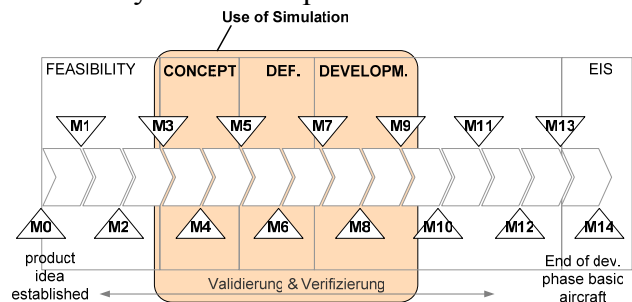 Use of Simulation
FEASIBILITY CONCEPT DEF. DEVELOPM. EIS
M1 M3 M5 M7 M9 M11 M13
M0 M2 M4 M6 M8 M10 M12 M14
product
idea
established
Validierung & Verifizierung
End of dev.
phase basic
aircraft